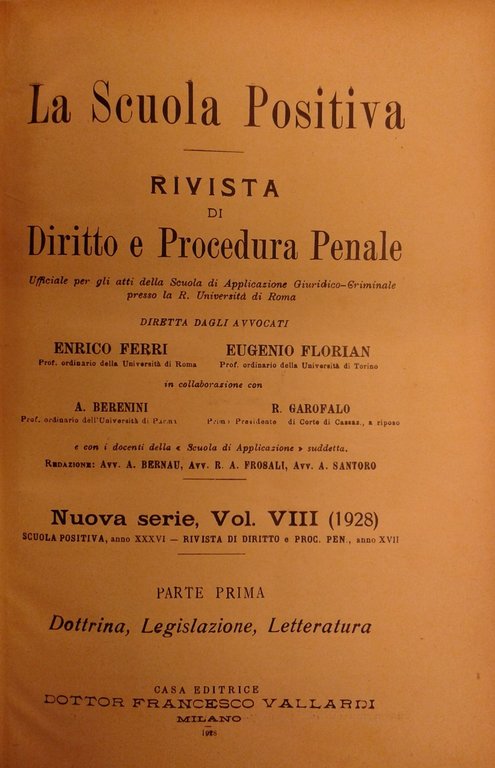 La Scuola Positiva
RIVISTA
DI
Diritto e Procedura Penale
Ufficiale per gli atti della Scuola di Applicazione Giuridico-Criminale
presso la R. Università di Roma
DIRETTA DAGLI AVVOCATI
ENRICO FERRI EUGENIO FLORIAN
Prof. ordinario della Università di Roma Prof. ordinario della Università di Torino
in collaborazione con
A. BERENINI R. GAROFALO
Prof. ordinario dell'Università di Parma Primo Presidente di Corte di Cassaz., a riposo
e con i docenti della « Scuola di Applicazione » suddetta.
REDAZIONE: AVV. A. BERNAU, AVV. R. A. FROSALI, AVV. A. SANTORO
Nuova serie, Vol. VIII (1928)
SCUOLA POSITIVA, anno XXXVI — RIVISTA DI DIRITTO e PROC. PEN., anno XVII
PARTE PRIMA
Dottrina, Legislazione, Letteratura
CASA EDITRICE
DOTTOR FRANCESCO VALLARDI
MILANO
1928